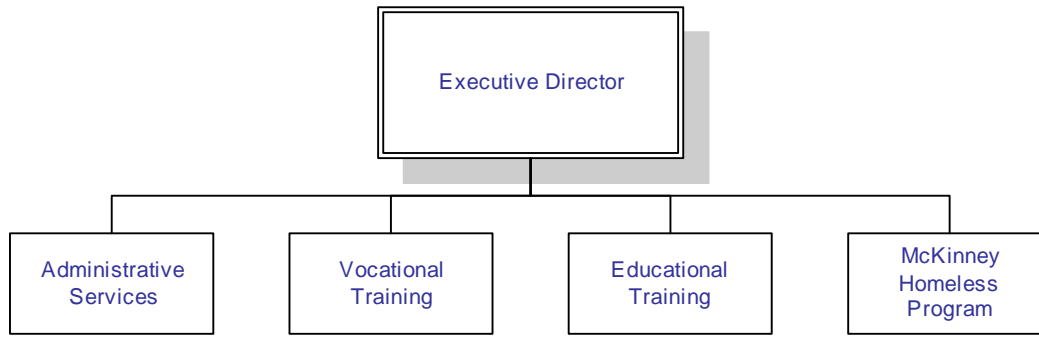 Executive Director
Administrative
Services
Vocational
Training
Educational
Training
McKinney
Homeless
Program